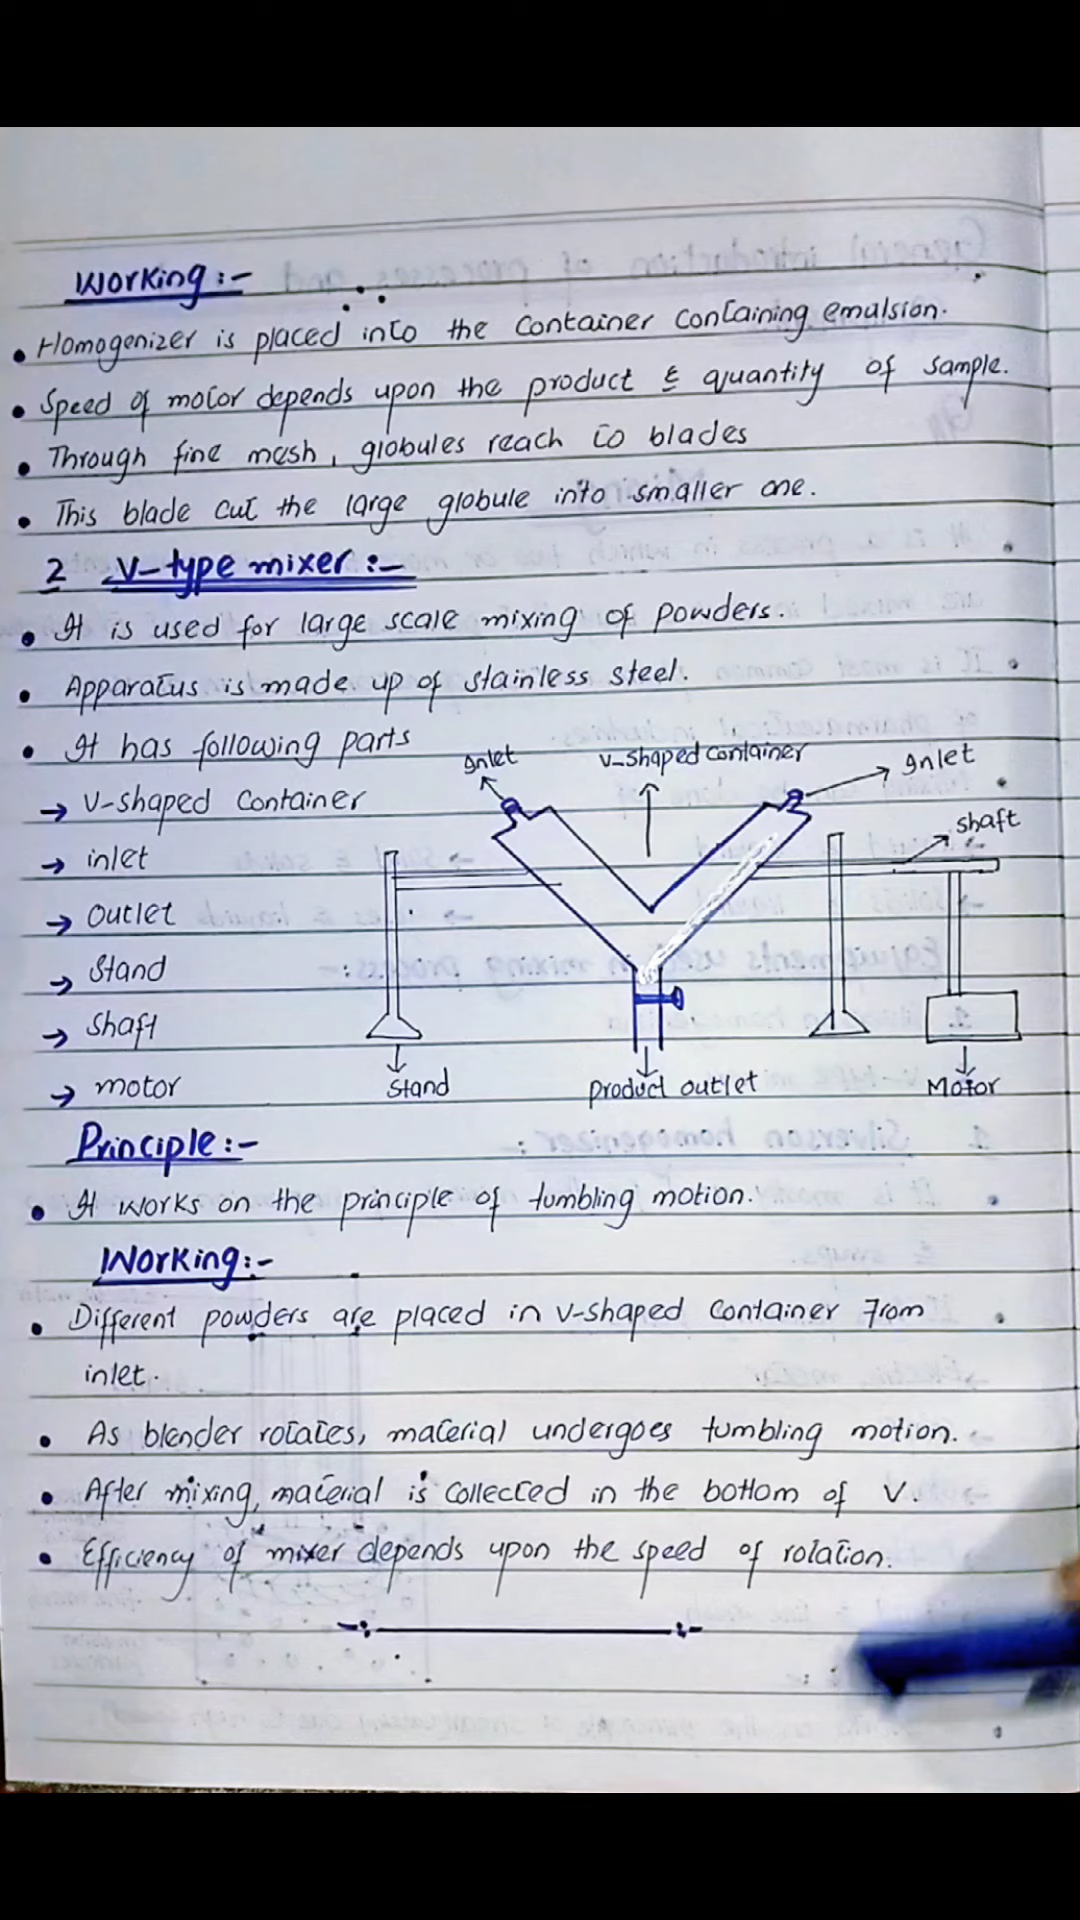 Working :-
• Homogenizer is placed into the container containing emulsion.
• Speed of motor depends upon the product & quantity of sample.
• Through fine mesh, globules reach to blades
• This blade cut the large globule into smaller one.
2 V-type mixer :-
• It is used for large scale mixing of powders.
• Apparatus is made up of stainless steel.
• It has following parts
→ V-shaped container
→ inlet
→ outlet
→ Stand
→ Shaft
→ motor
Inlet
V-shaped container
Inlet
shaft
Stand
Product outlet
Motor
Principle :-
• It works on the principle of tumbling motion.
Working :-
• Different powders are placed in V-shaped container from
inlet.
• As blender rotates, material undergoes tumbling motion.
• After mixing, material is collected in the bottom of V.
• Efficiency of mixer depends upon the speed of rotation.